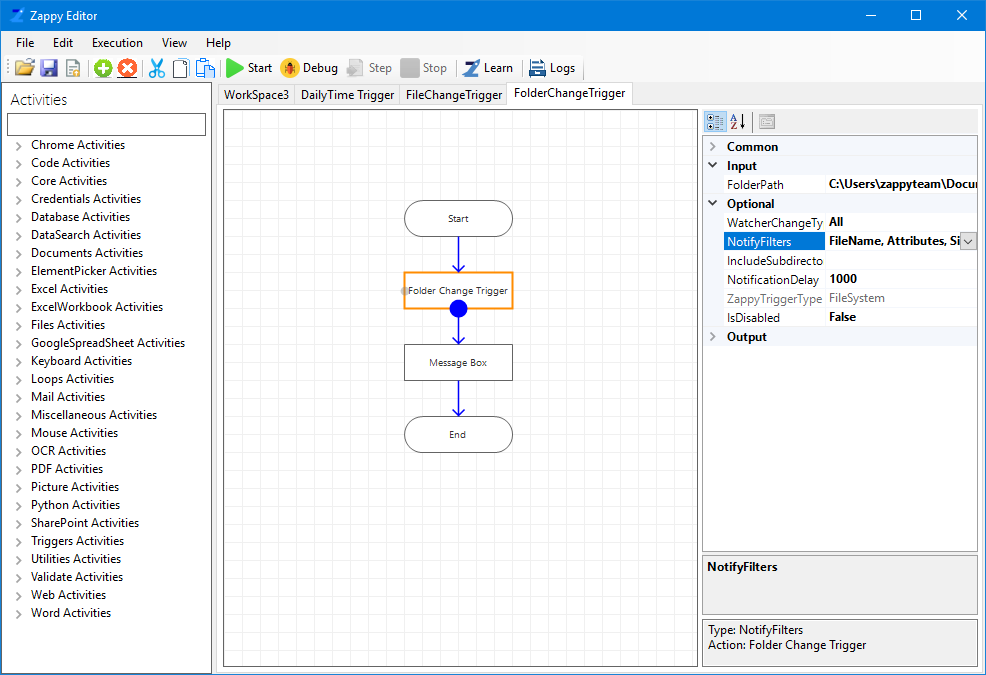 Zappy Editor
File Edit Execution View Help
Start Debug Step Stop Learn Logs
Activities
Chrome Activities
Code Activities
Core Activities
Credentials Activities
Database Activities
DataSearch Activities
Documents Activities
ElementPicker Activities
Excel Activities
ExcelWorkbook Activities
Files Activities
GoogleSpreadSheet Activities
Keyboard Activities
Loops Activities
Mail Activities
Miscellaneous Activities
Mouse Activities
OCR Activities
PDF Activities
Picture Activities
Python Activities
SharePoint Activities
Triggers Activities
Utilities Activities
Validate Activities
Web Activities
Word Activities
WorkSpace3 DailyTime Trigger FileChangeTrigger FolderChangeTrigger
Start
Folder Change Trigger
Message Box
End
Common
Input
FolderPath C:\Users\zappyteam\Docu
Optional
WatcherChangeTy All
NotifyFilters FileName, Attributes, Si
IncludeSubdirecto
NotificationDelay 1000
ZappyTriggerType FileSystem
IsDisabled False
Output
NotifyFilters
Type: NotifyFilters
Action: Folder Change Trigger